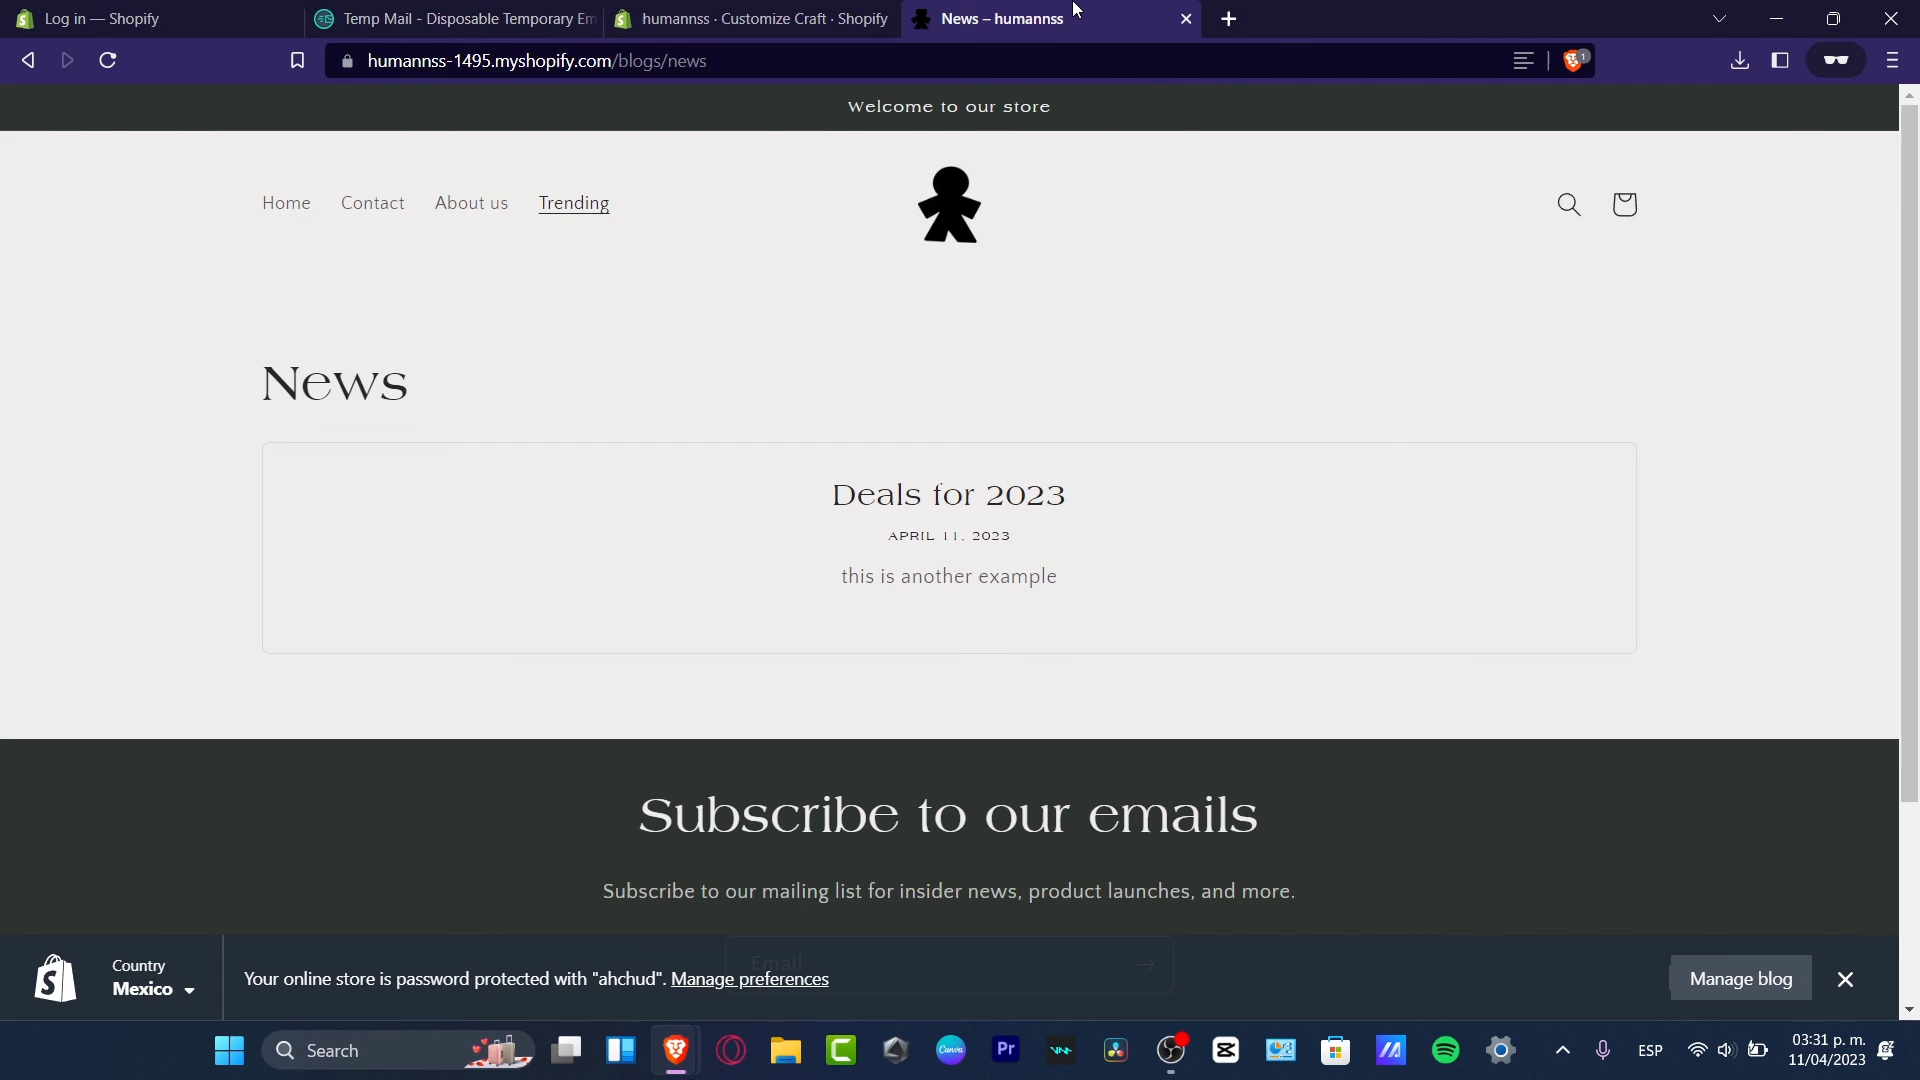 Log in — Shopify
Temp Mail - Disposable Temporary Em
humannss · Customize Craft · Shopify
News – humannss
humannss-1495.myshopify.com/blogs/news
1
Welcome to our store
Home
Contact
About us
Trending
News
Deals for 2023
APRIL 11, 2023
this is another example
Subscribe to our emails
Subscribe to our mailing list for insider news, product launches, and more.
Email
Country
Mexico
Your online store is password protected with "ahchud". Manage preferences
Manage blog
Search
Canva
Pr
ESP
03:31 p. m.
11/04/2023